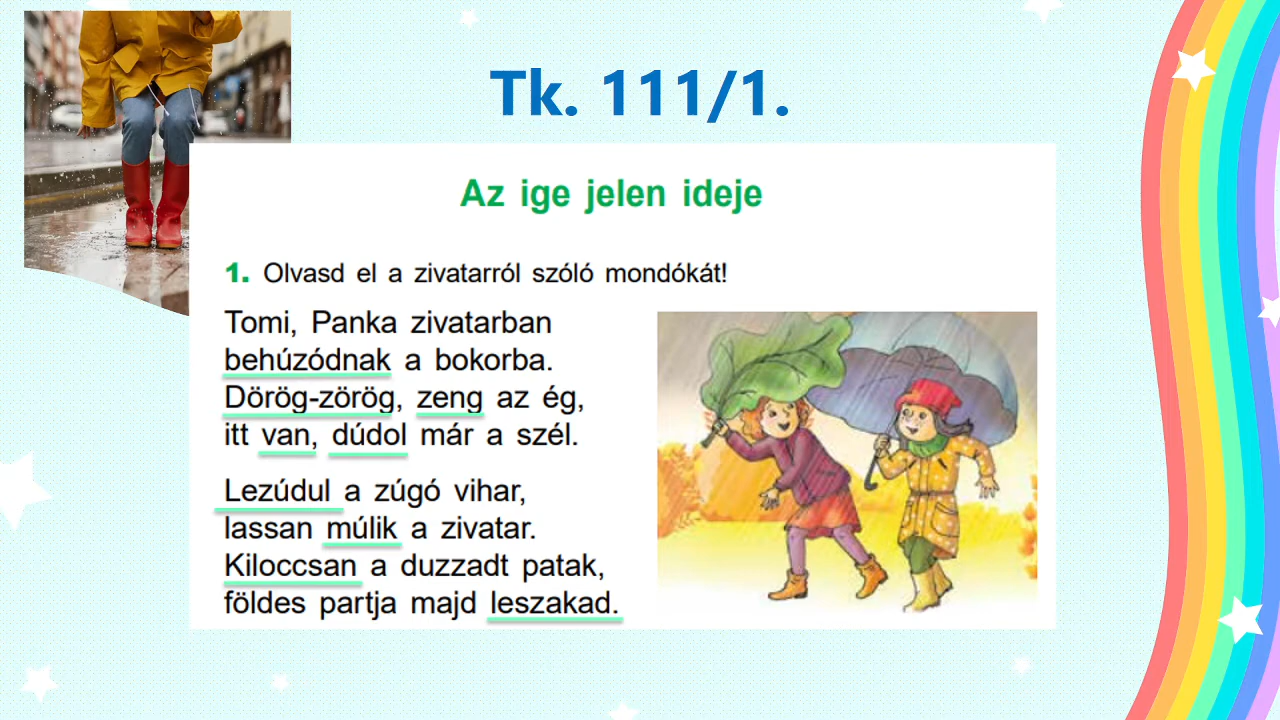 Tk. 111/1.
Az ige jelen ideje
1. Olvasd el a zivatarról szóló mondókát!
Tomi, Panka zivatarban
behúzódnak a bokorba.
Dörög-zörög, zeng az ég,
itt van, dúdol már a szél.
Lezúdul a zúgó vihar,
lassan múlik a zivatar.
Kiloccsan a duzzadt patak,
földes partja majd leszakad.